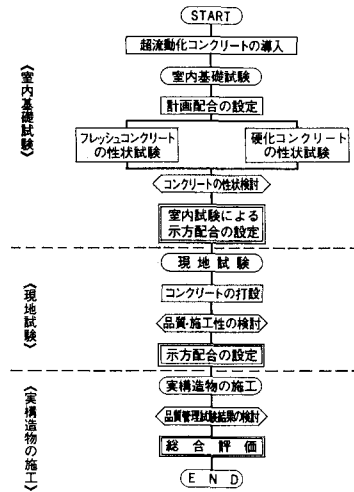 START
超流動化コンクリートの導入
室内基礎試験
計画配合の設定
フレッシュコンクリート
の性状試験
硬化コンクリート
の性状試験
コンクリートの性状検討
室内試験による
示方配合の設定
《室内基礎試験》
現地試験
コンクリートの打設
品質・施工性の検討
示方配合の設定
《現地試験》
実構造物の施工
品質管理試験結果の検討
総合評価
END
《実構造物の施工》